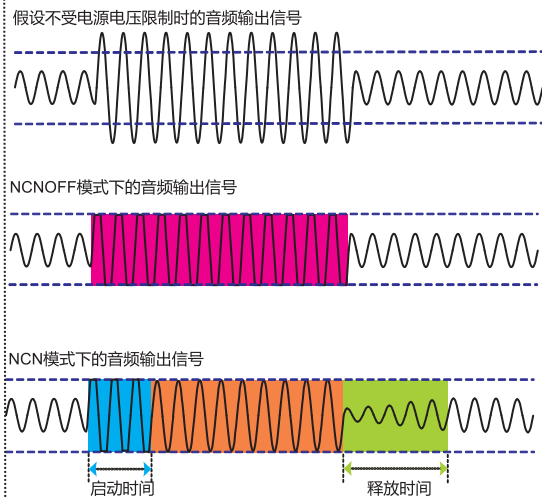 假设不受电源电压限制时的音频输出信号
NCNOFF模式下的音频输出信号
NCN模式下的音频输出信号
启动时间
释放时间